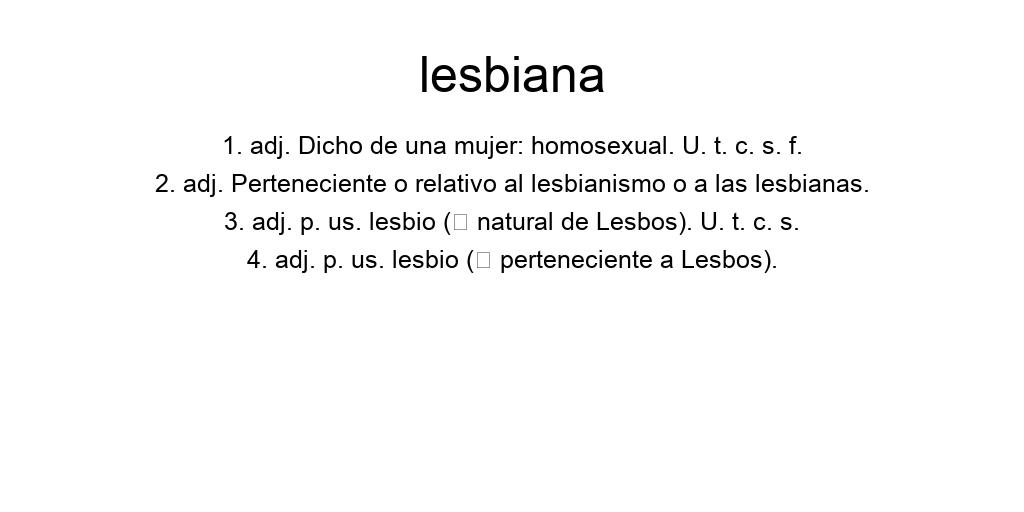 lesbiana
1. adj. Dicho de una mujer: homosexual. U. t. c. s. f.
2. adj. Perteneciente o relativo al lesbianismo o a las lesbianas.
3. adj. p. us. lesbio (□ natural de Lesbos). U. t. c. s.
4. adj. p. us. lesbio (□ perteneciente a Lesbos).